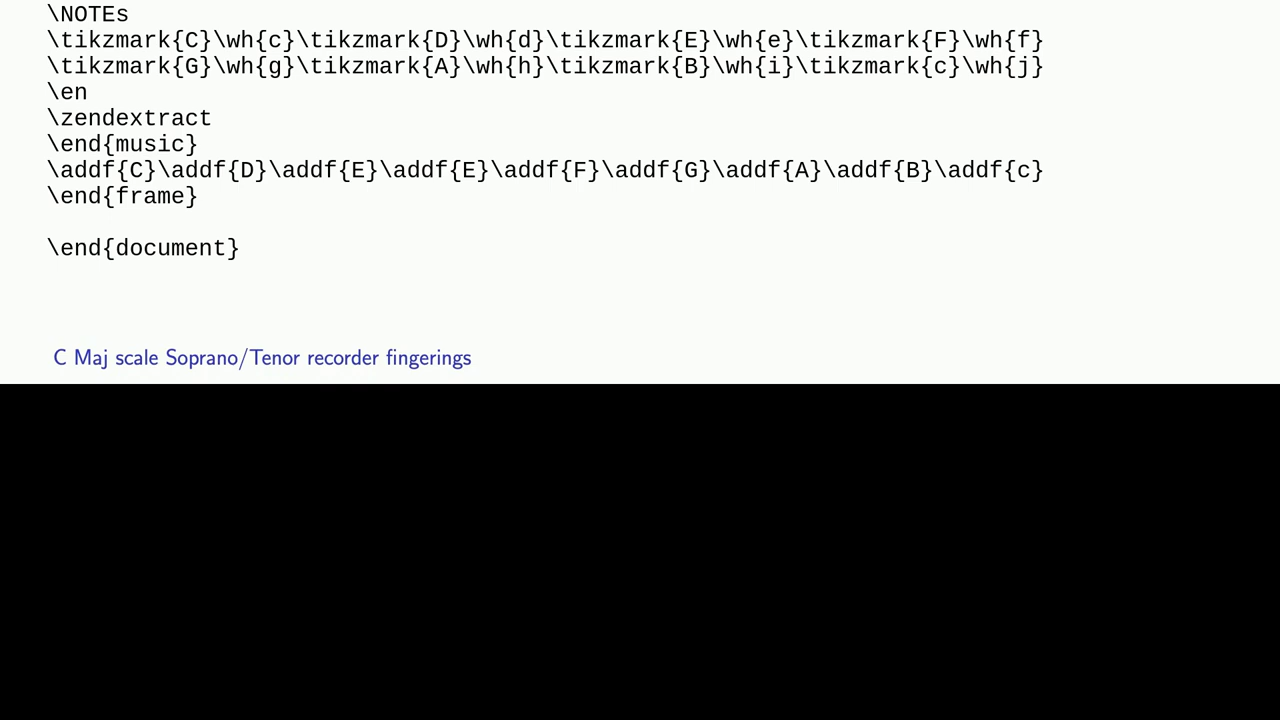 \NOTEs
\tikzmark{C}\wh{c}\tikzmark{D}\wh{d}\tikzmark{E}\wh{e}\tikzmark{F}\wh{f}
\tikzmark{G}\wh{g}\tikzmark{A}\wh{h}\tikzmark{B}\wh{i}\tikzmark{c}\wh{j}
\en
\zendextract
\end{music}
\addf{C}\addf{D}\addf{E}\addf{E}\addf{F}\addf{G}\addf{A}\addf{B}\addf{c}
\end{frame}
\end{document}
C Maj scale Soprano/Tenor recorder fingerings